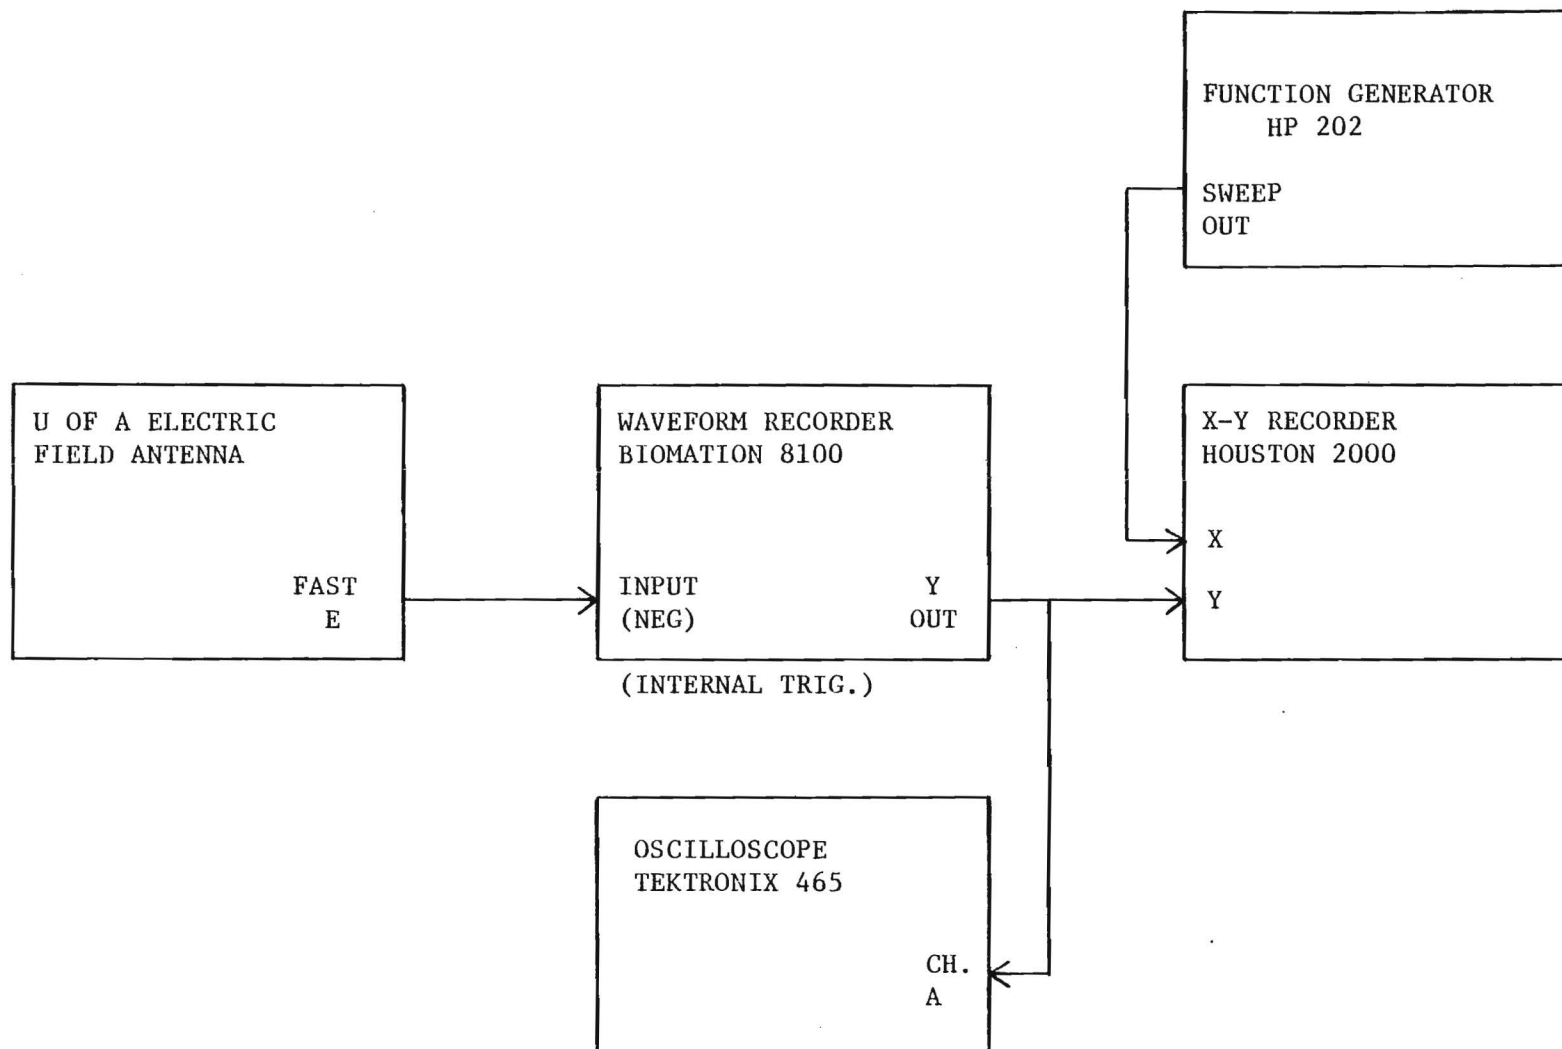 FUNCTION GENERATOR
HP 202
SWEEP
OUT
U OF A ELECTRIC
FIELD ANTENNA
FAST
E
WAVEFORM RECORDER
BIOMATION 8100
INPUT
(NEG)
Y
OUT
(INTERNAL TRIG.)
X-Y RECORDER
HOUSTON 2000
X
Y
OSCILLOSCOPE
TEKTRONIX 465
CH.
A